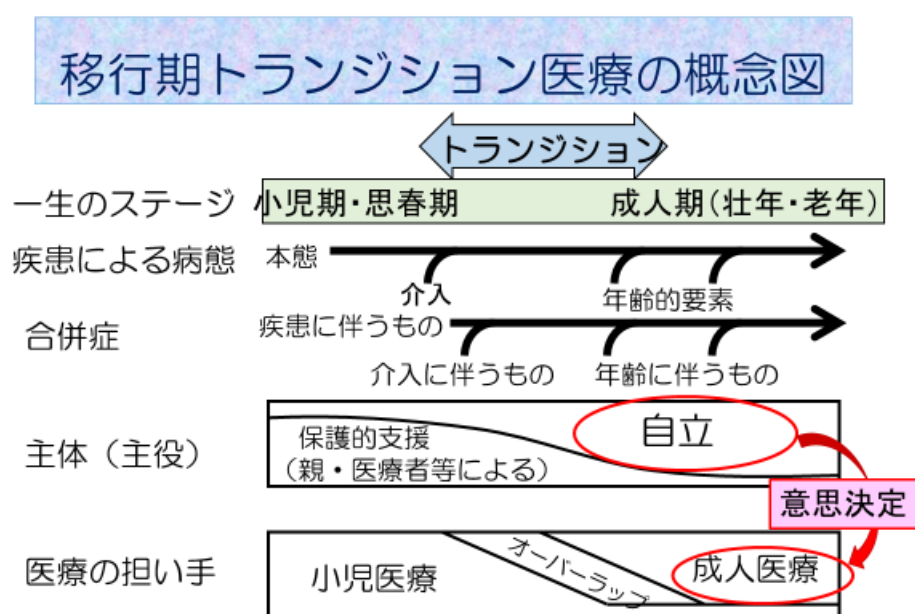 移行期トランジション医療の概念図
トランジション
一生のステージ 小児期・思春期 成人期(壮年・老年)
疾患による病態 本態
介入 年齢的要素
合併症 疾患に伴うもの
介入に伴うもの 年齢に伴うもの
主体（主役） 保護的支援 自立
（親・医療者等による）
意思決定
医療の担い手 小児医療 オーバーラップ 成人医療